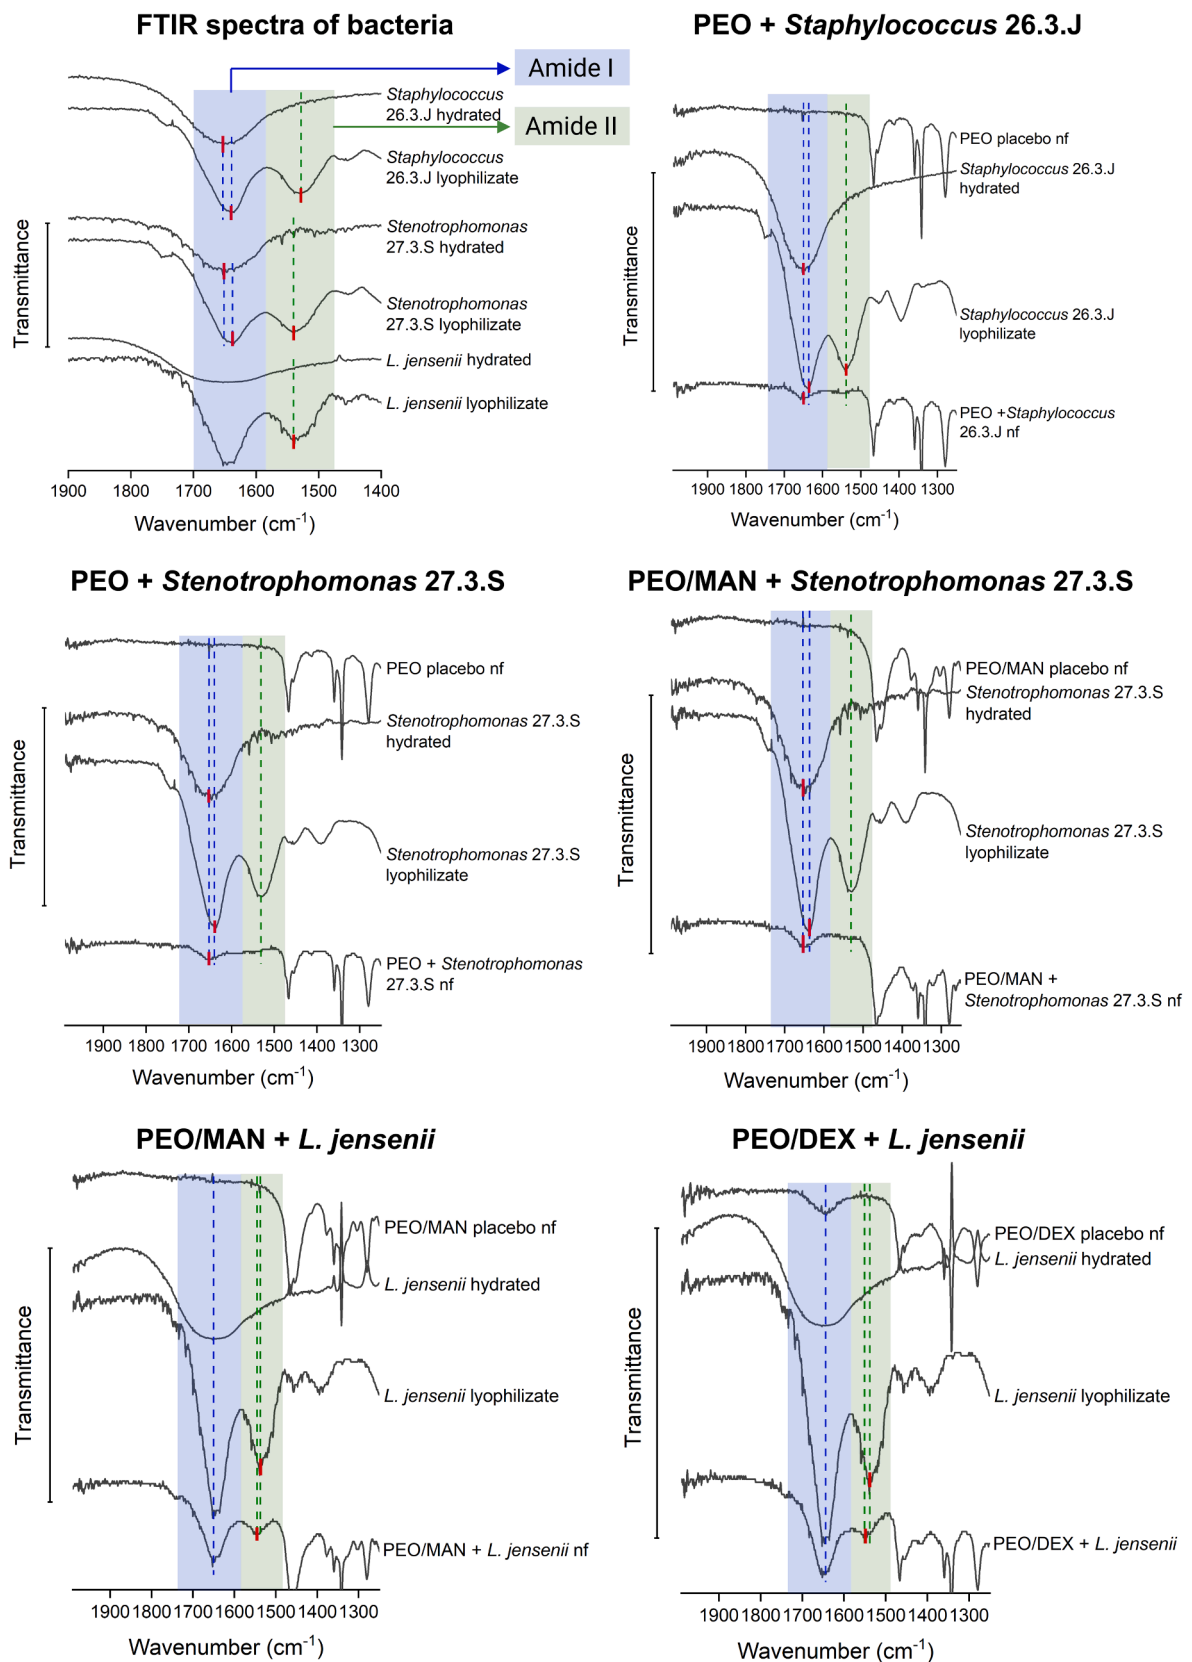 FTIR spectra of bacteria
Amide I
Amide II
Staphylococcus
26.3.J hydrated
Staphylococcus
26.3.J lyophilizate
Stenotrophomonas
27.3.S hydrated
Stenotrophomonas
27.3.S lyophilizate
L. jensenii hydrated
L. jensenii lyophilizate
Transmittance
1900 1800 1700 1600 1500 1400
Wavenumber (cm⁻¹)
PEO + Staphylococcus 26.3.J
PEO placebo nf
Staphylococcus 26.3.J
hydrated
Staphylococcus 26.3.J
lyophilizate
PEO +Staphylococcus
26.3.J nf
Transmittance
1900 1800 1700 1600 1500 1400 1300
Wavenumber (cm⁻¹)
PEO + Stenotrophomonas 27.3.S
PEO placebo nf
Stenotrophomonas 27.3.S
hydrated
Stenotrophomonas 27.3.S
lyophilizate
PEO + Stenotrophomonas
27.3.S nf
Transmittance
1900 1800 1700 1600 1500 1400 1300
Wavenumber (cm⁻¹)
PEO/MAN + Stenotrophomonas 27.3.S
PEO/MAN placebo nf
Stenotrophomonas 27.3.S
hydrated
Stenotrophomonas 27.3.S
lyophilizate
PEO/MAN +
Stenotrophomonas 27.3.S nf
Transmittance
1900 1800 1700 1600 1500 1400 1300
Wavenumber (cm⁻¹)
PEO/MAN + L. jensenii
PEO/MAN placebo nf
L. jensenii hydrated
L. jensenii lyophilizate
PEO/MAN + L. jensenii nf
Transmittance
1900 1800 1700 1600 1500 1400 1300
Wavenumber (cm⁻¹)
PEO/DEX + L. jensenii
PEO/DEX placebo nf
L. jensenii hydrated
L. jensenii lyophilizate
PEO/DEX + L. jensenii
Transmittance
1900 1800 1700 1600 1500 1400 1300
Wavenumber (cm⁻¹)